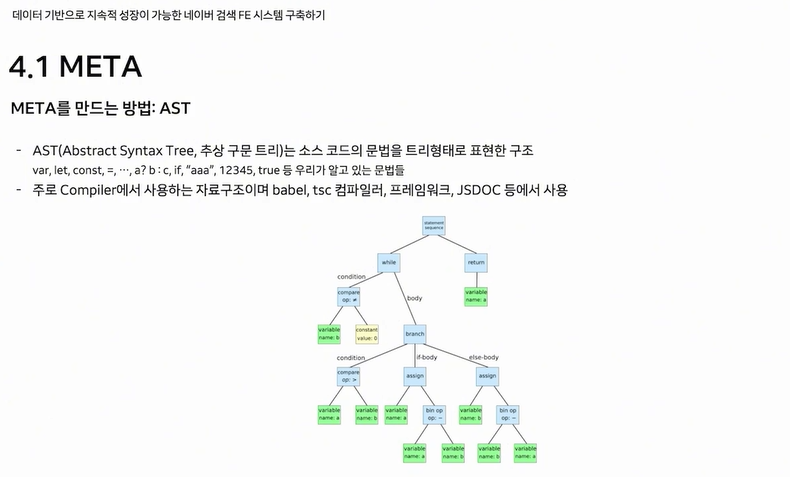 데이터 기반으로 지속적 성장이 가능한 네이버 검색 FE 시스템 구축하기
4.1 META
META를 만드는 방법: AST
- AST(Abstract Syntax Tree, 추상 구문 트리)는 소스 코드의 문법을 트리형태로 표현한 구조
var, let, const, =, …, a? b : c, if, “aaa”, 12345, true 등 우리가 알고 있는 문법들
- 주로 Compiler에서 사용하는 자료구조이며 babel, tsc 컴파일러, 프레임워크, JSDOC 등에서 사용
statement
sequence
while
return
condition
body
compare
op: ≠
variable
name: a
variable
name: b
constant
value: 0
branch
condition
if-body
else-body
compare
op: >
assign
assign
variable
name: a
variable
name: b
variable
name: a
bin op
op: −
variable
name: b
bin op
op: −
variable
name: a
variable
name: b
variable
name: b
variable
name: a